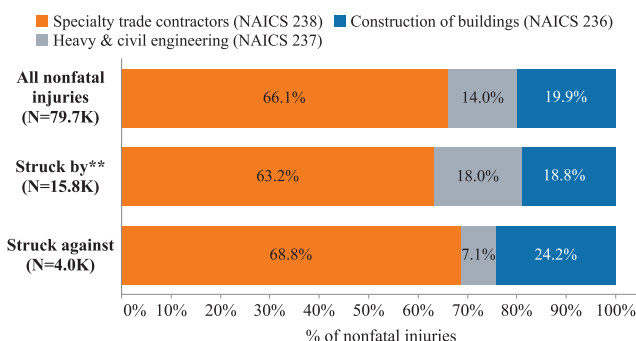 Specialty trade contractors (NAICS 238) Construction of buildings (NAICS 236)
Heavy & civil engineering (NAICS 237)
All nonfatal
injuries
(N=79.7K)
66.1% 14.0% 19.9%
Struck by**
(N=15.8K)
63.2% 18.0% 18.8%
Struck against
(N=4.0K)
68.8% 7.1% 24.2%
0% 10% 20% 30% 40% 50% 60% 70% 80% 90% 100%
% of nonfatal injuries